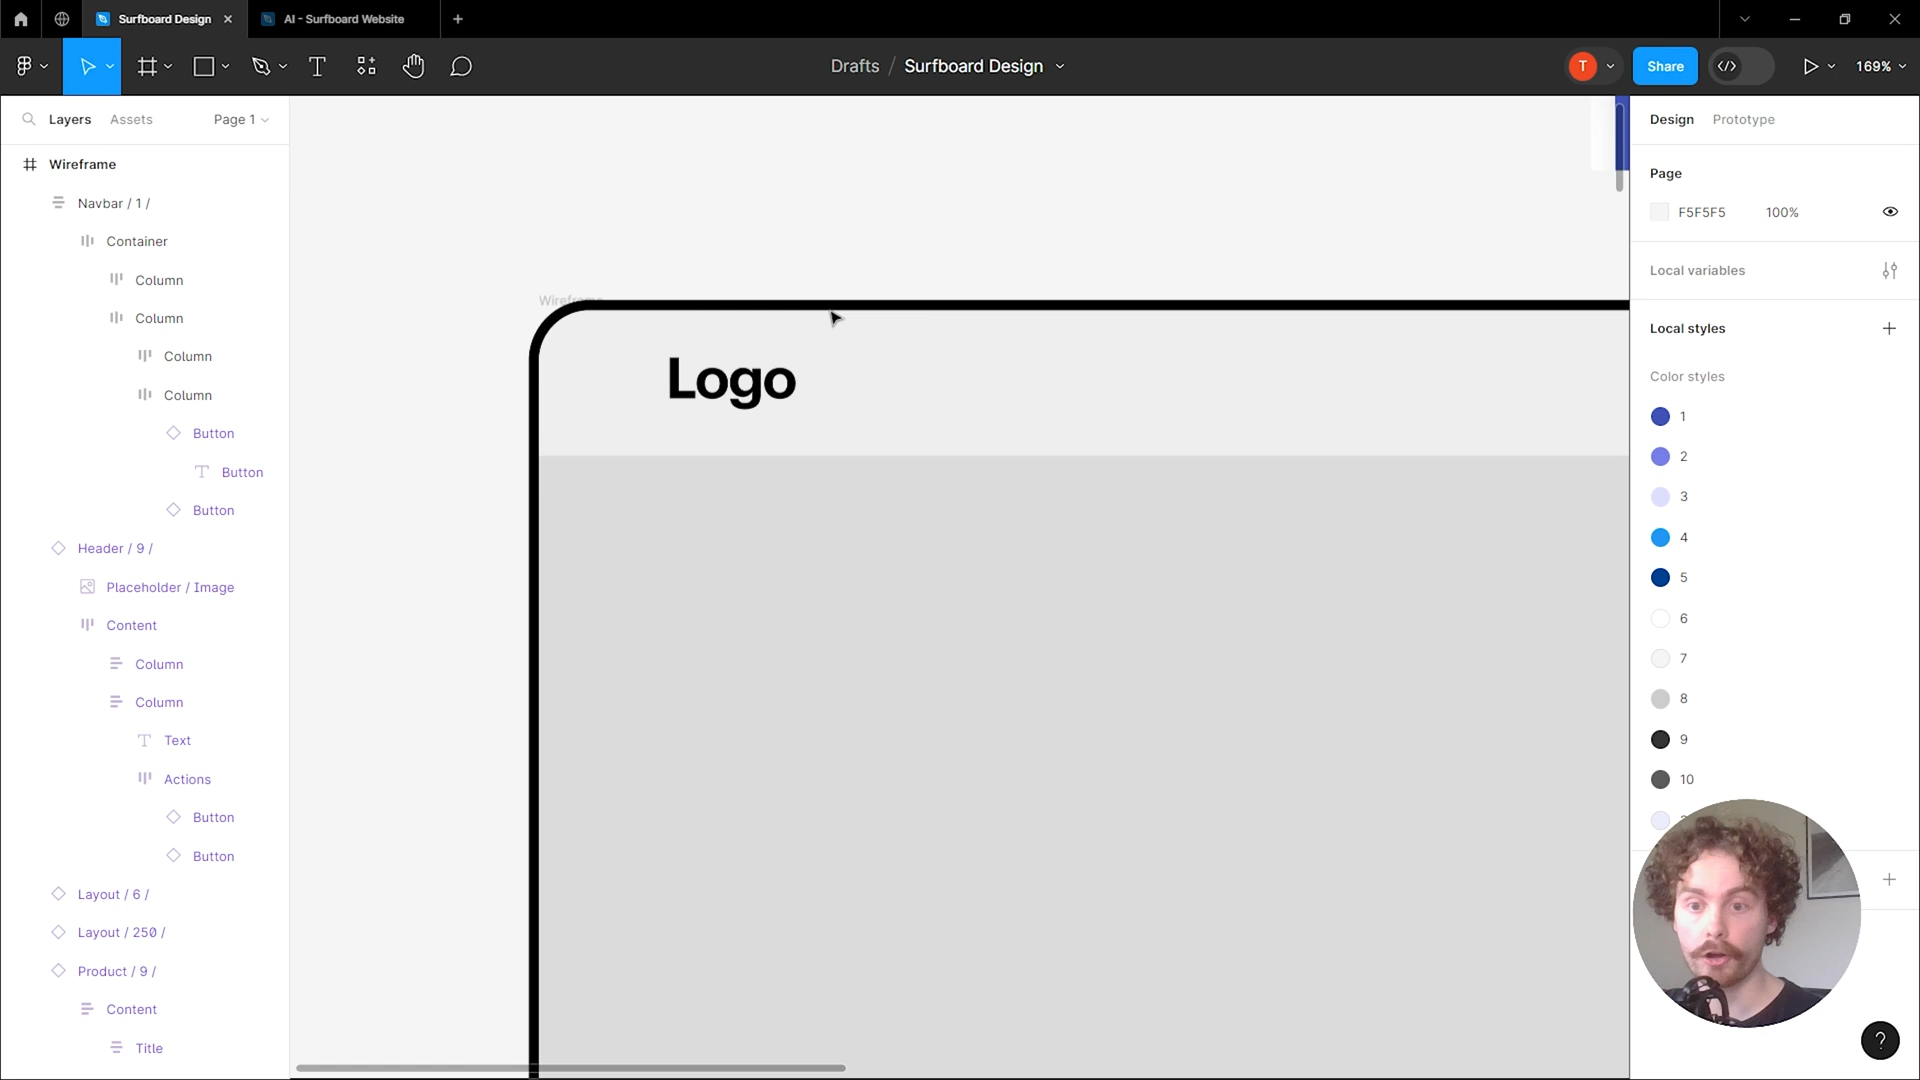 Surfboard Design
AI - Surfboard Website
Drafts / Surfboard Design
T
Share
169%
Layers
Assets
Page 1
Wireframe
Navbar / 1 /
Container
Column
Column
Column
Column
Button
Button
Button
Header / 9 /
Placeholder / Image
Content
Column
Column
Text
Actions
Button
Button
Layout / 6 /
Layout / 250 /
Product / 9 /
Content
Title
Wireframe
Logo
Design
Prototype
Page
F5F5F5
100%
Local variables
Local styles
Color styles
1
2
3
4
5
6
7
8
9
10
?